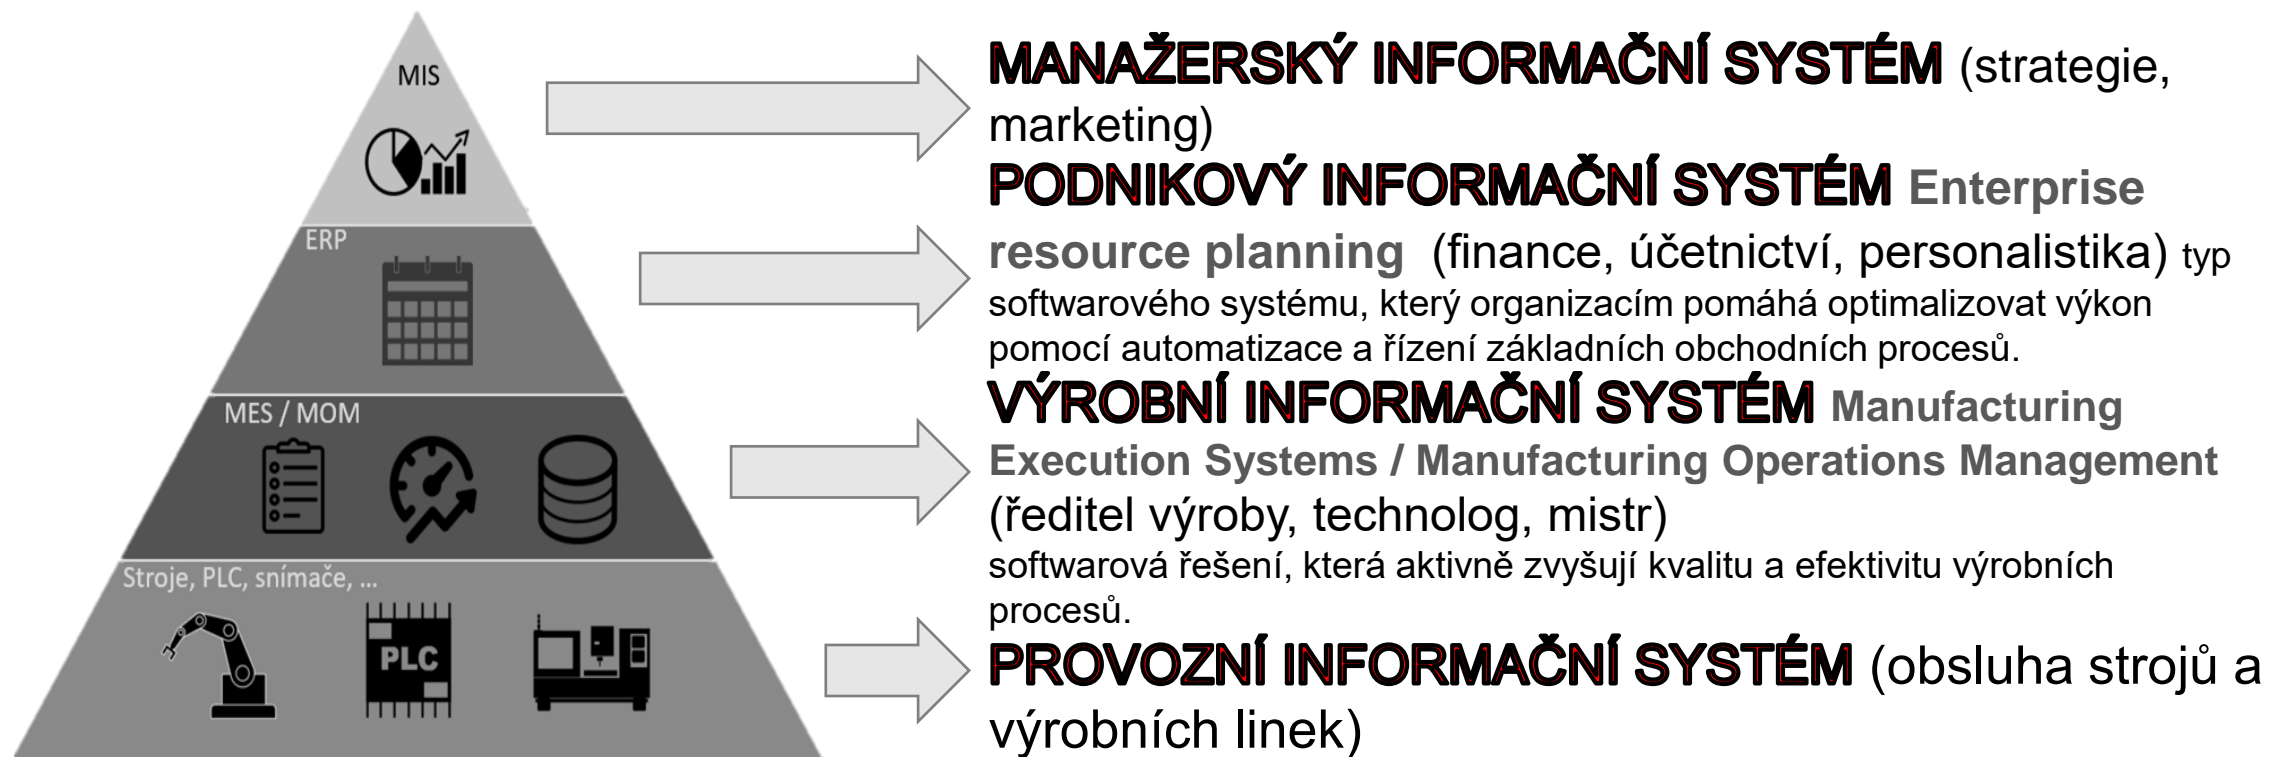 MIS
ERP
MES / MOM
Stroje, PLC, snímače, ...
PLC
MANAŽERSKÝ INFORMAČNÍ SYSTÉM (strategie,
marketing)
PODNIKOVÝ INFORMAČNÍ SYSTÉM Enterprise
resource planning (finance, účetnictví, personalistika) typ
softwarového systému, který organizacím pomáhá optimalizovat výkon
pomocí automatizace a řízení základních obchodních procesů.
VÝROBNÍ INFORMAČNÍ SYSTÉM Manufacturing
Execution Systems / Manufacturing Operations Management
(ředitel výroby, technolog, mistr)
softwarová řešení, která aktivně zvyšují kvalitu a efektivitu výrobních
procesů.
PROVOZNÍ INFORMAČNÍ SYSTÉM (obsluha strojů a
výrobních linek)